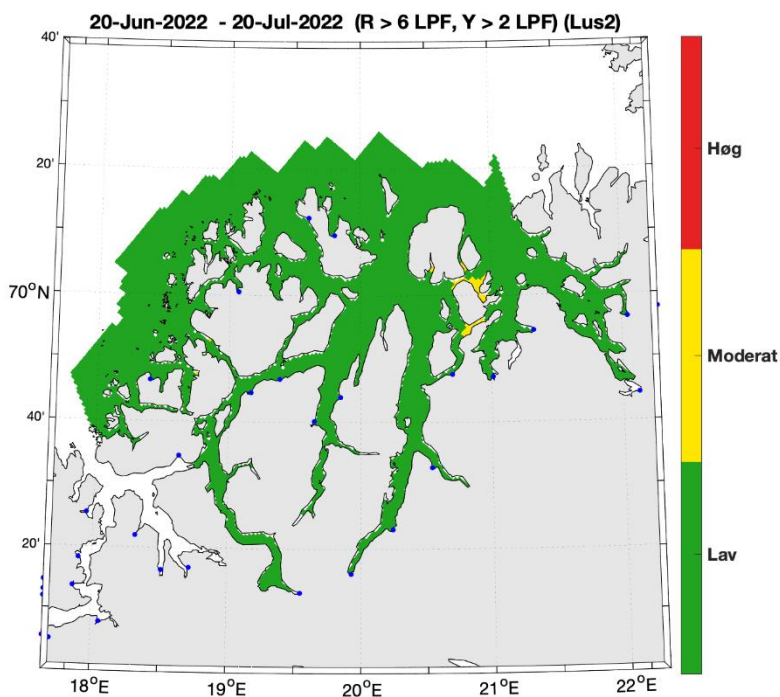 20-Jun-2022 - 20-Jul-2022 (R > 6 LPF, Y > 2 LPF) (Lus2)
40'
20'
70°N
40'
20'
18°E
19°E
20°E
21°E
22°E
Høg
Moderat
Lav